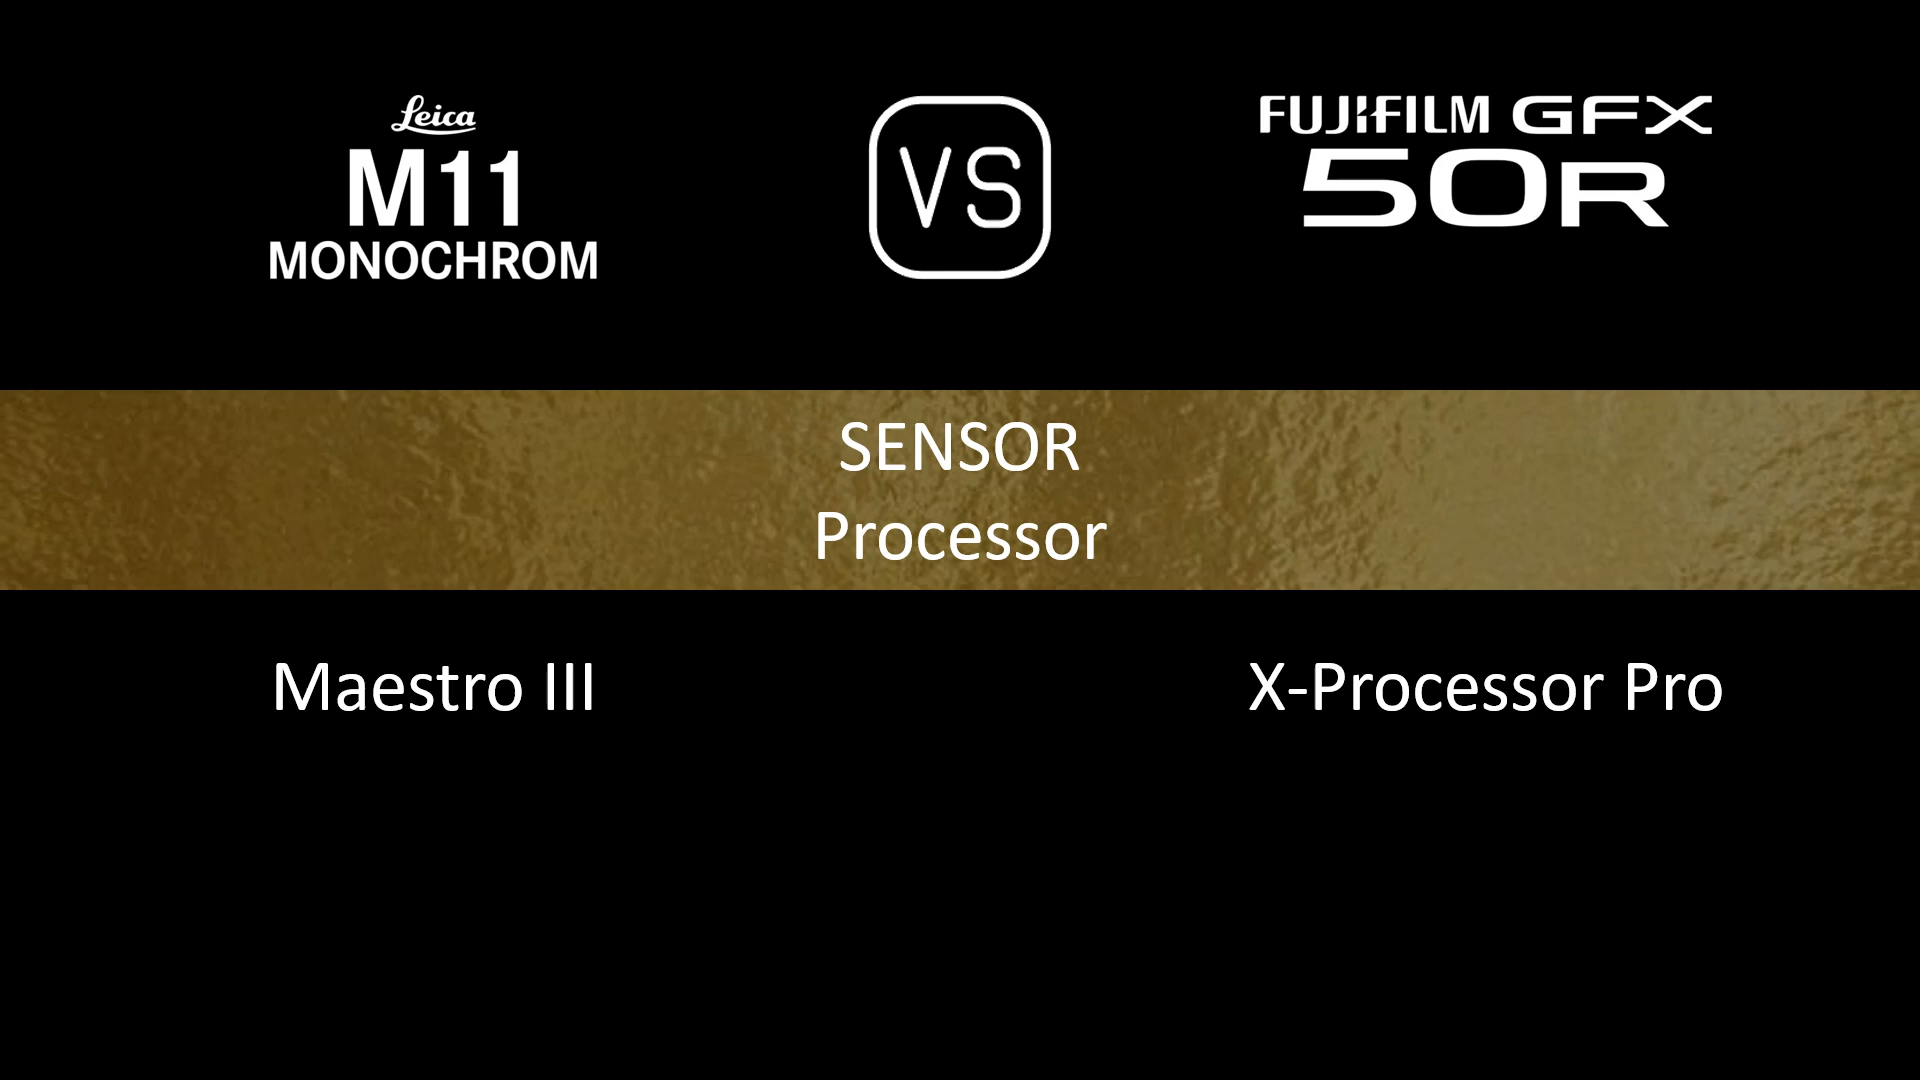 Leica
M11
MONOCHROM
VS
FUJIFILM GFX
50R
SENSOR
Processor
Maestro III
X-Processor Pro